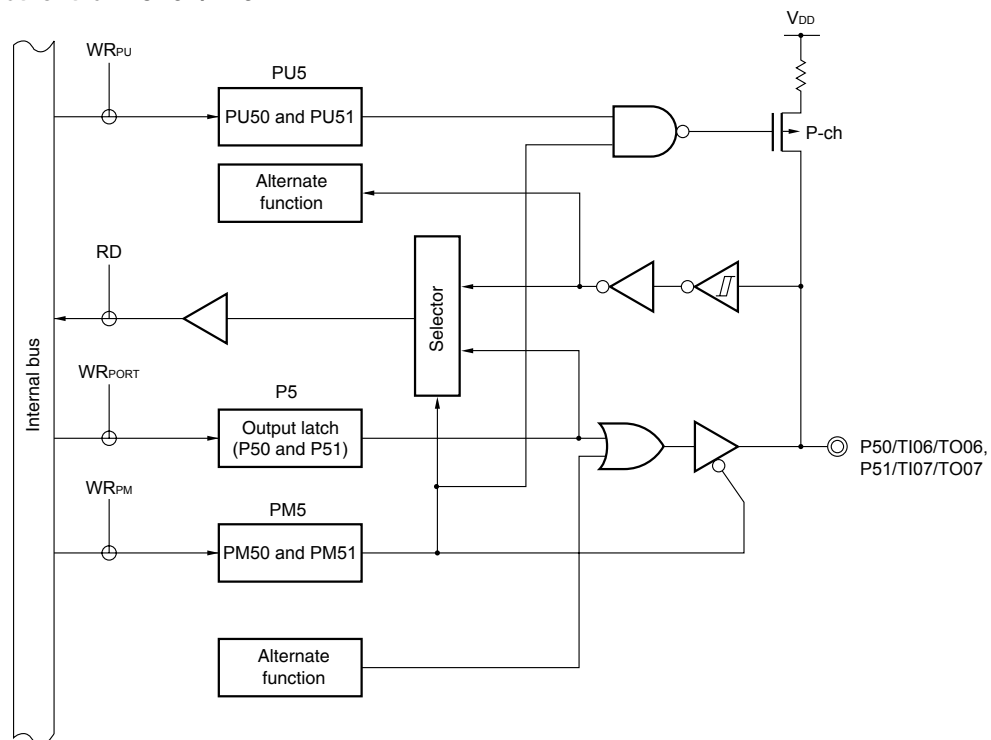 VDD
WRPU
PU5
PU50 and PU51
P-ch
Alternate
function
RD
Selector
Internal bus
WRPORT
P5
Output latch
(P50 and P51)
P50/TI06/TO06,
P51/TI07/TO07
WRPM
PM5
PM50 and PM51
Alternate
function